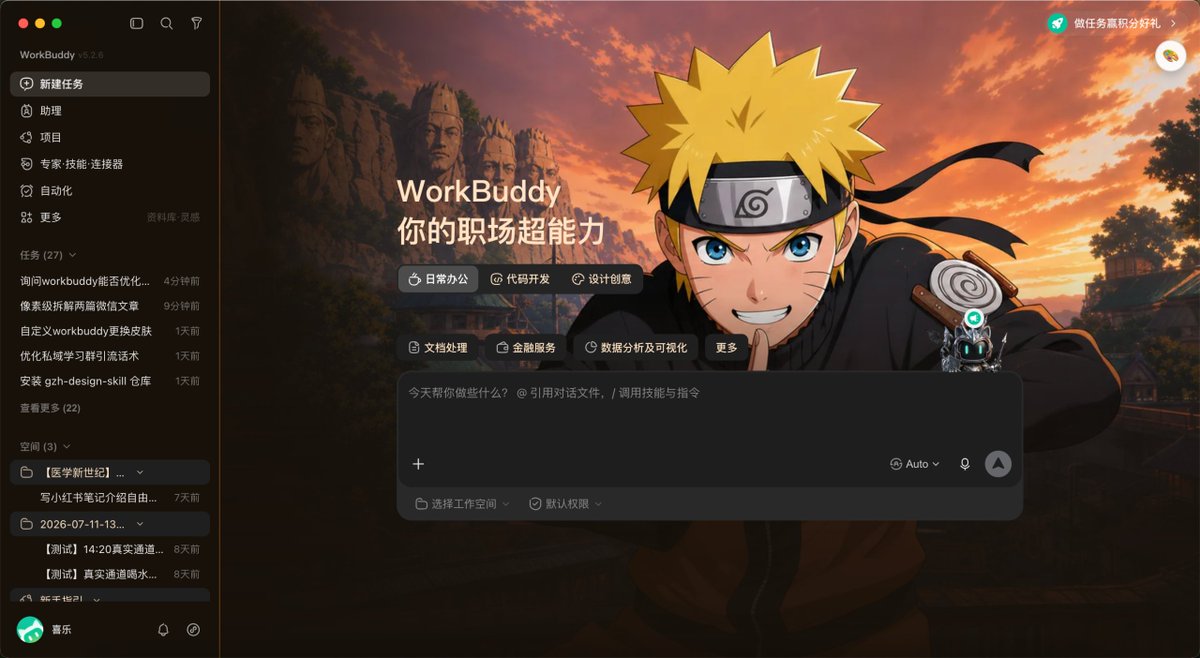 WorkBuddy v5.2.6
新建任务
助理
项目
专家·技能·连接器
自动化
更多 资料库·灵感
任务 (27)
询问workbuddy能否优化... 4分钟前
像素级拆解两篇微信文章 9分钟前
自定义workbuddy更换皮肤 1天前
优化私域学习群引流话术 1天前
安装 gzh-design-skill 仓库 1天前
查看更多 (22)
空间 (3)
【医学新世纪】...
写小红书笔记介绍自由... 7天前
2026-07-11-13...
【测试】14:20真实通道... 8天前
【测试】真实通道喝水... 8天前
新手指引
喜乐
做任务赢积分好礼
WorkBuddy
你的职场超能力
日常办公 代码开发 设计创意
文档处理 金融服务 数据分析及可视化 更多
今天帮你做些什么? @ 引用对话文件, / 调用技能与指令
Auto
选择工作空间 默认权限